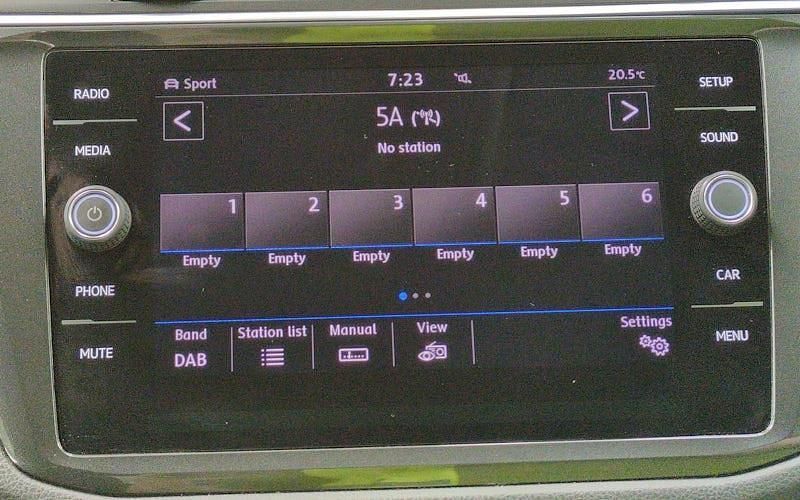 RADIO
MEDIA
PHONE
MUTE
Sport 7:23 20.5°C
5A
No station
1 2 3 4 5 6
Empty Empty Empty Empty Empty Empty
Band Station list Manual View Settings
DAB
SETUP
SOUND
CAR
MENU